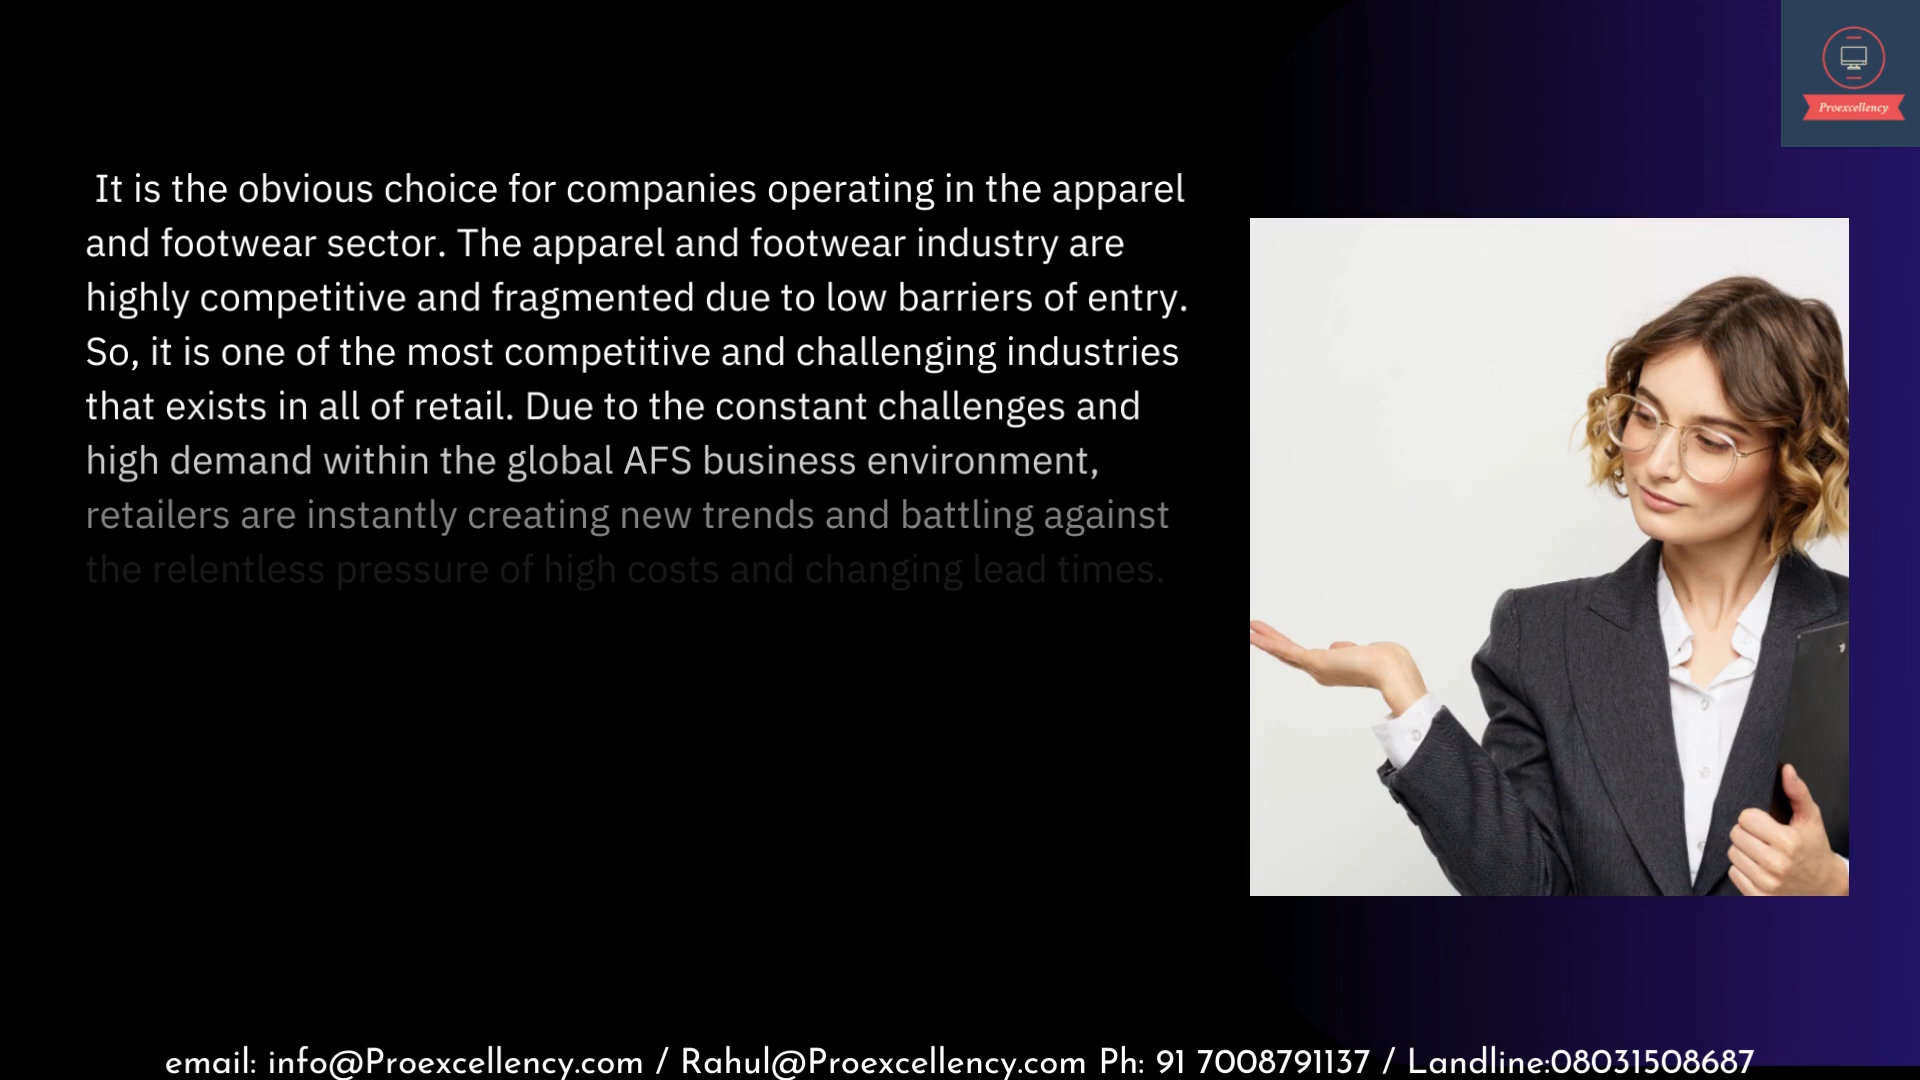 Proexcellency
It is the obvious choice for companies operating in the apparel
and footwear sector. The apparel and footwear industry are
highly competitive and fragmented due to low barriers of entry.
So, it is one of the most competitive and challenging industries
that exists in all of retail. Due to the constant challenges and
high demand within the global AFS business environment,
retailers are instantly creating new trends and battling against
the relentless pressure of high costs and changing lead times.
email: info@Proexcellency.com / Rahul@Proexcellency.com Ph: 91 7008791137 / Landline:08031508687